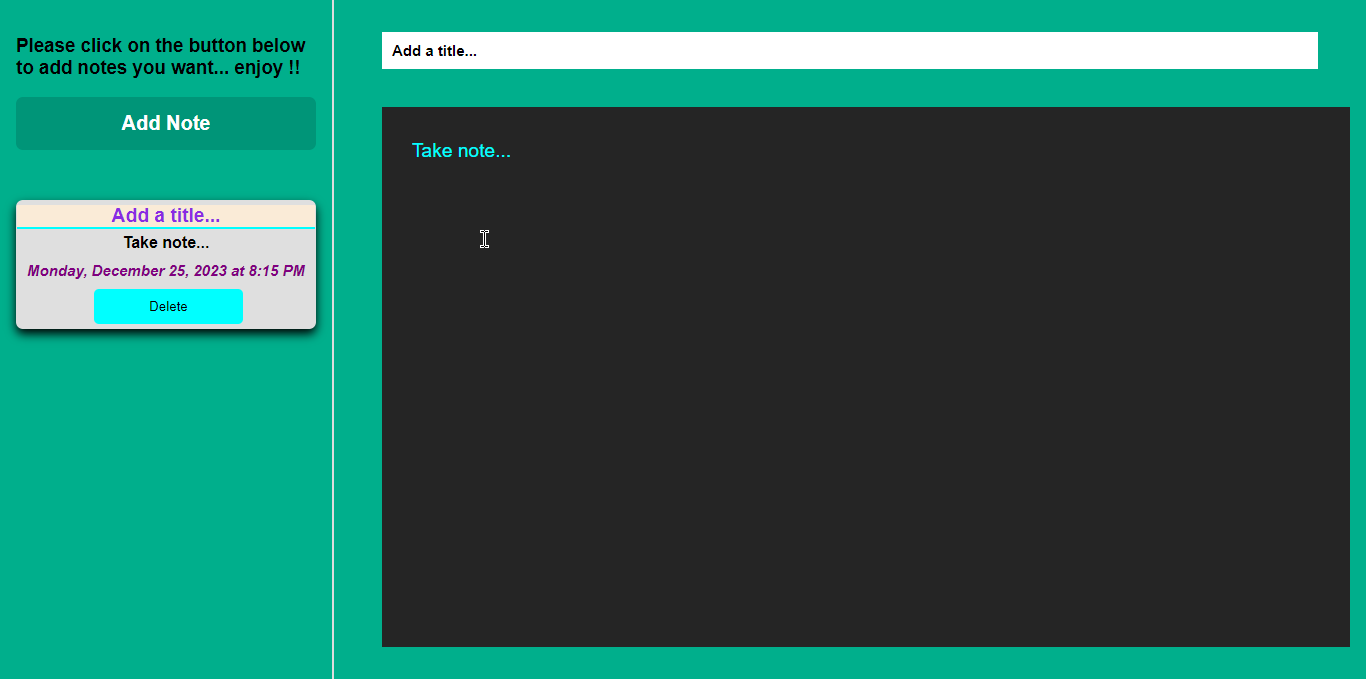 Please click on the button below
to add notes you want... enjoy !!
Add Note
Add a title...
Take note...
Monday, December 25, 2023 at 8:15 PM
Delete
Add a title...
Take note...